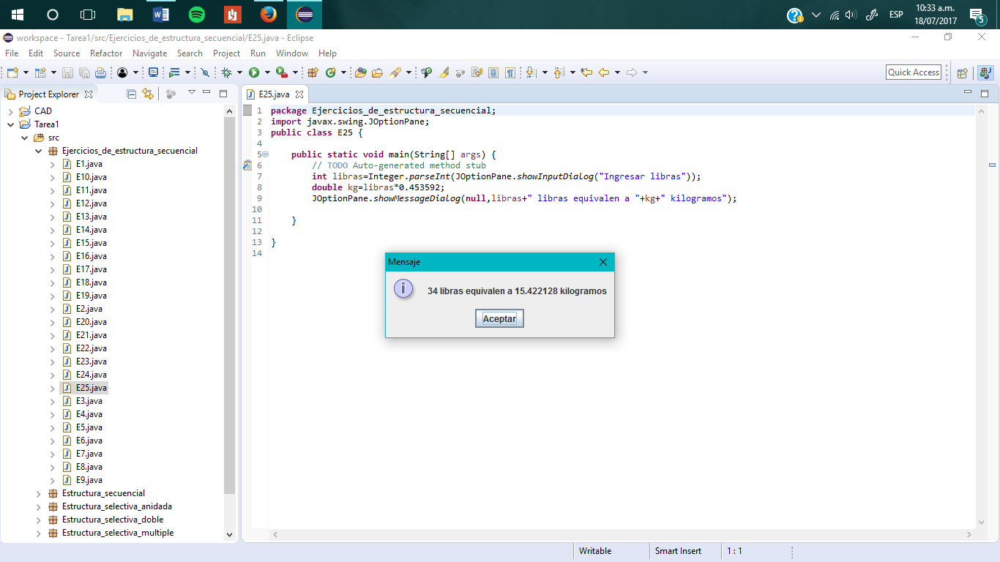 10:33 a.m.
ESP
18/07/2017
5
workspace - Tarea1/src/Ejercicios_de_estructura_secuencial/E25.java - Eclipse
File Edit Source Refactor Navigate Search Project Run Window Help
Quick Access
Project Explorer
CAD
Tarea1
src
Ejercicios_de_estructura_secuencial
E1.java
E10.java
E11.java
E12.java
E13.java
E14.java
E15.java
E16.java
E17.java
E18.java
E19.java
E2.java
E20.java
E21.java
E22.java
E23.java
E24.java
E25.java
E3.java
E4.java
E5.java
E6.java
E7.java
E8.java
E9.java
Estructura_secuencial
Estructura_selectiva_anidada
Estructura_selectiva_doble
Estructura_selectiva_multiple
E25.java
1 package Ejercicios_de_estructura_secuencial;
2 import javax.swing.JOptionPane;
3 public class E25 {
4
5 public static void main(String[] args) {
6 // TODO Auto-generated method stub
7 int libras=Integer.parseInt(JOptionPane.showInputDialog("Ingresar libras"));
8 double kg=libras*0.453592;
9 JOptionPane.showMessageDialog(null,libras+" libras equivalen a "+kg+" kilogramos");
10
11 }
12
13 }
14
Mensaje
34 libras equivalen a 15.422128 kilogramos
Aceptar
Writable Smart Insert 1 : 1